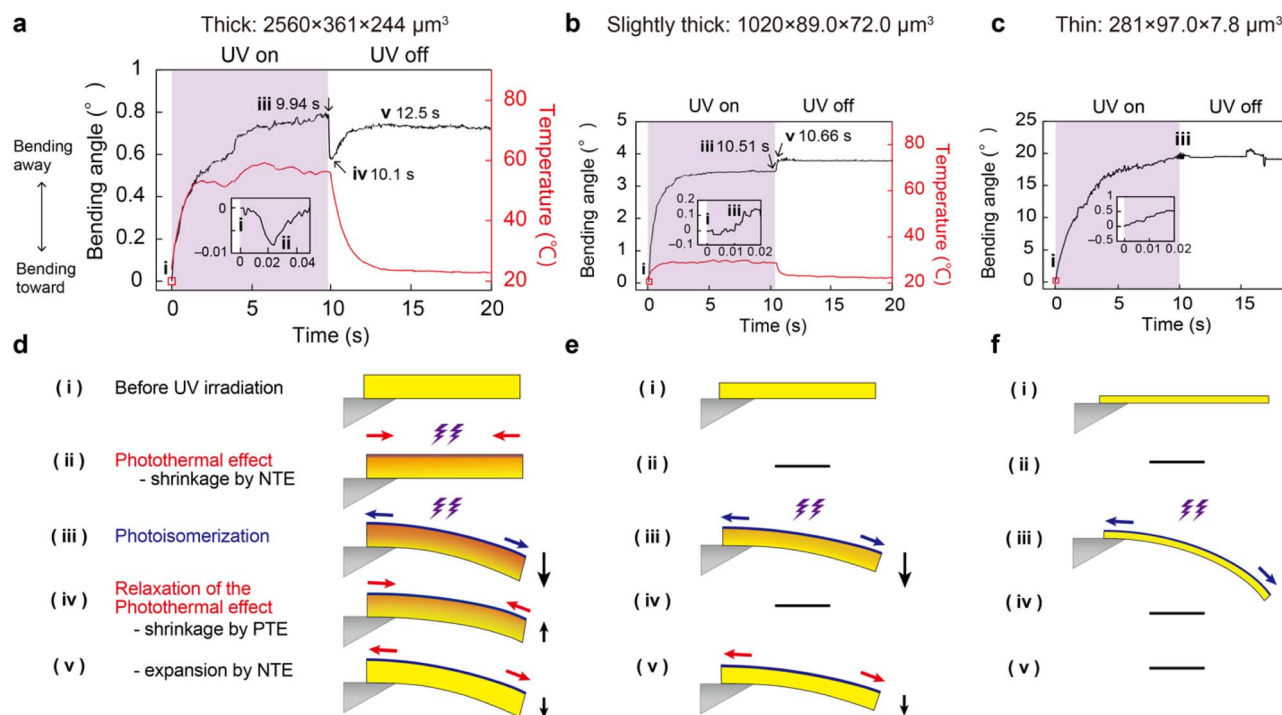 a
Thick: 2560×361×244 µm³
UV on
UV off
Bending angle (°)
1
0.8
0.6
0.4
0.2
0
iii 9.94 s
v 12.5 s
iv 10.1 s
i
0
−0.01
i
ii
0
0.02
0.04
80
60
40
20
Temperature (℃)
0
5
10
15
20
Time (s)
Bending away
Bending toward
b
Slightly thick: 1020×89.0×72.0 µm³
UV on
UV off
Bending angle (°)
5
4
3
2
1
0
v 10.66 s
iii 10.51 s
i
0.2
0.1
0
−0.1
i
iii
0
0.01
0.02
80
60
40
20
Temperature (℃)
0
5
10
15
20
Time (s)
c
Thin: 281×97.0×7.8 µm³
UV on
UV off
Bending angle (°)
25
20
15
10
5
0
iii
i
1
0.5
0
−0.5
0
0.01
0.02
0
5
10
15
Time (s)
d
( i )
Before UV irradiation
( ii )
Photothermal effect
- shrinkage by NTE
( iii )
Photoisomerization
( iv )
Relaxation of the
Photothermal effect
- shrinkage by PTE
( v )
- expansion by NTE
e
( i )
( ii )
( iii )
( iv )
( v )
f
( i )
( ii )
( iii )
( iv )
( v )